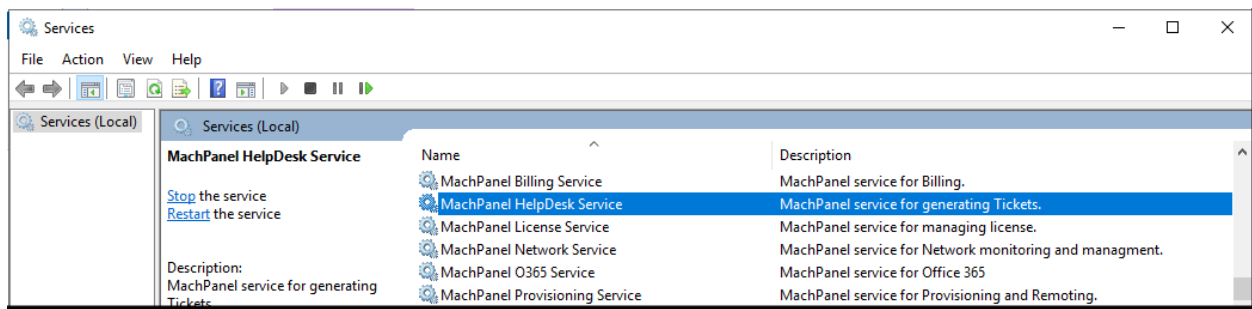 Services
File Action View Help
Services (Local)
Services (Local)
MachPanel HelpDesk Service
Stop the service
Restart the service
Description:
MachPanel service for generating
Tickets
Name Description
MachPanel Billing Service MachPanel service for Billing.
MachPanel HelpDesk Service MachPanel service for generating Tickets.
MachPanel License Service MachPanel service for managing license.
MachPanel Network Service MachPanel service for Network monitoring and managment.
MachPanel O365 Service MachPanel service for Office 365
MachPanel Provisioning Service MachPanel service for Provisioning and Remoting.